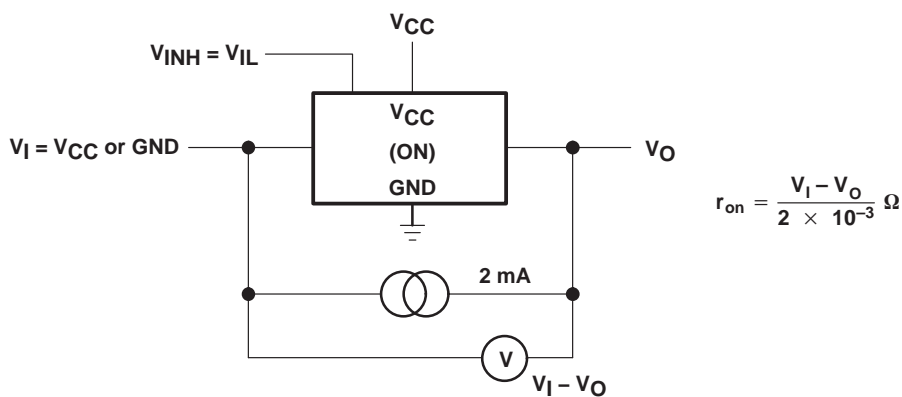 VCC
VINH = VIL
VCC
VI = VCC or GND
(ON)
VO
GND
ron = VI – VO / 2 × 10–3 Ω
2 mA
V
VI – VO